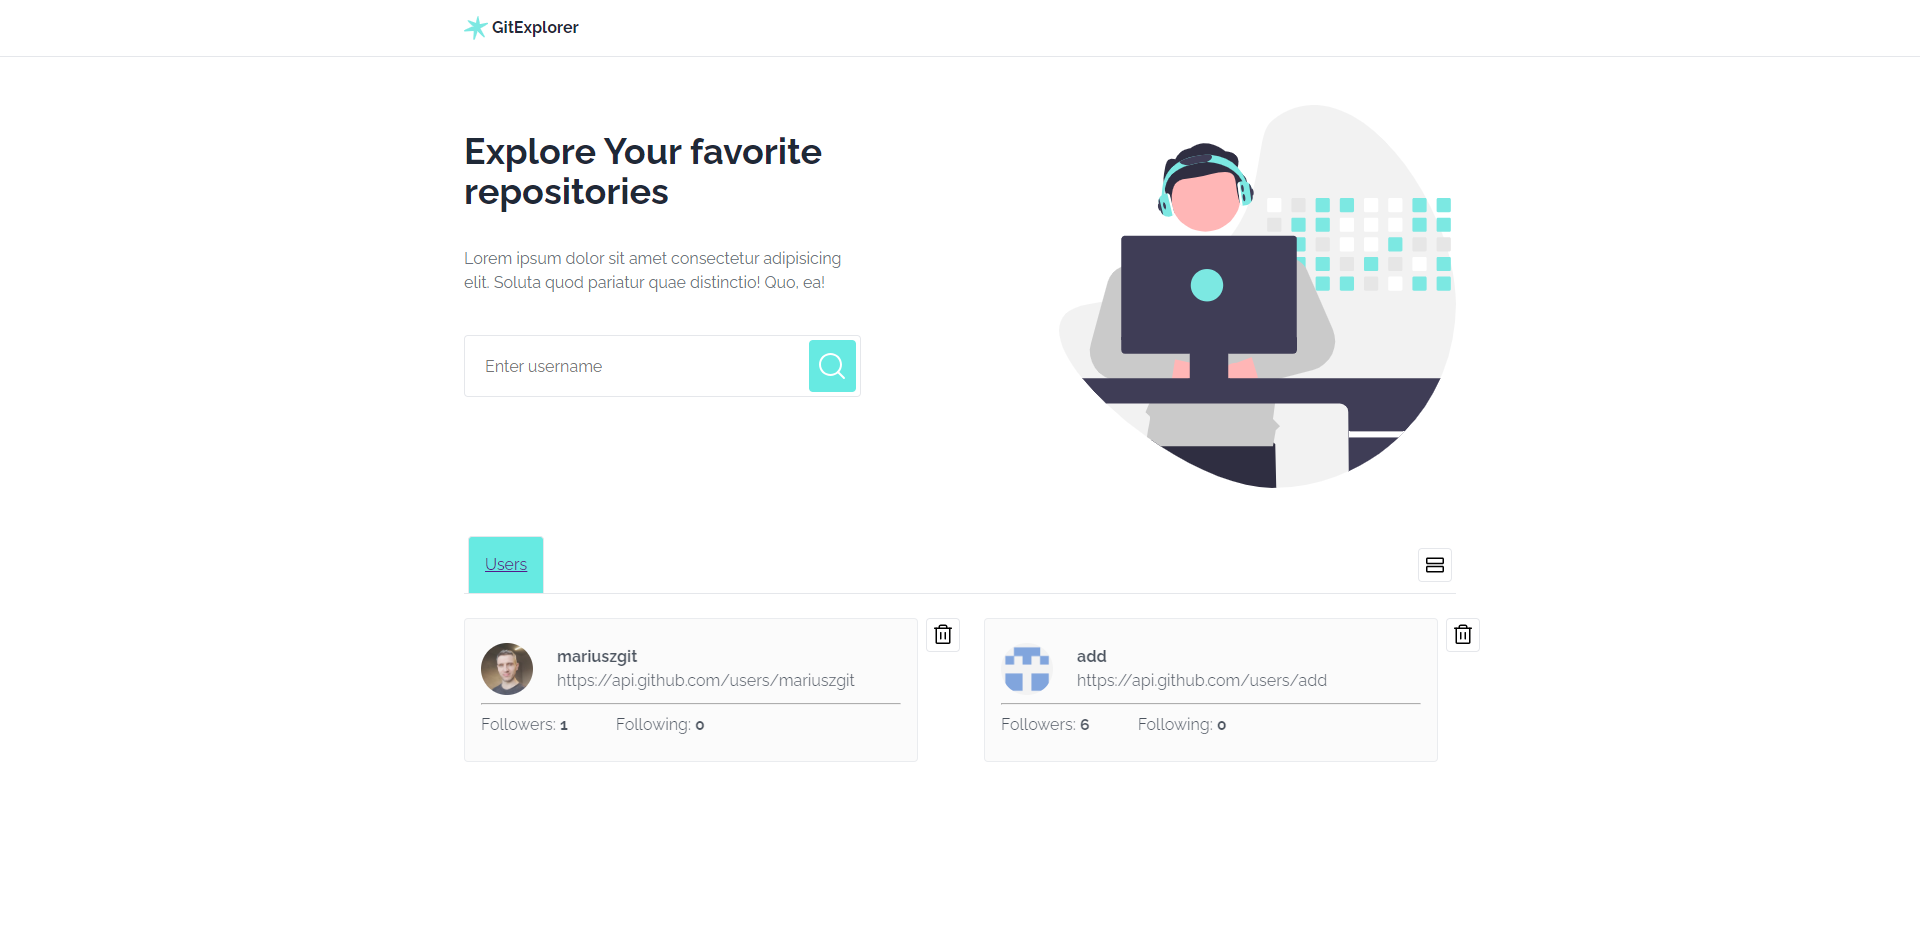 GitExplorer
Explore Your favorite
repositories
Lorem ipsum dolor sit amet consectetur adipisicing
elit. Soluta quod pariatur quae distinctio! Quo, ea!
Enter username
Users
mariuszgit
https://api.github.com/users/mariuszgit
Followers: 1 Following: 0
add
https://api.github.com/users/add
Followers: 6 Following: 0